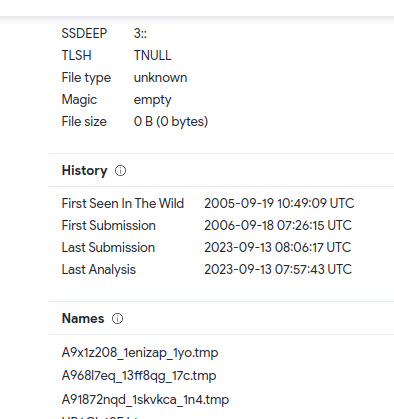 SSDEEP 3::
TLSH TNULL
File type unknown
Magic empty
File size 0 B (0 bytes)
History
First Seen In The Wild 2005-09-19 10:49:09 UTC
First Submission 2006-09-18 07:26:15 UTC
Last Submission 2023-09-13 08:06:17 UTC
Last Analysis 2023-09-13 07:57:43 UTC
Names
A9x1z208_1enizap_1yo.tmp
A968l7eq_13ff8qg_17c.tmp
A91872nqd_1skvkca_1n4.tmp